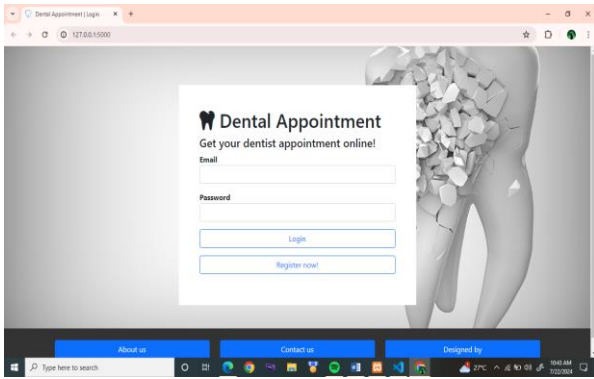 Dental Appointment | Login
127.0.0.1:5000
Dental Appointment
Get your dentist appointment online!
Email
Password
Login
Register now!
About us
Contact us
Designed by
Type here to search
27°C
10:43 AM
7/22/2024